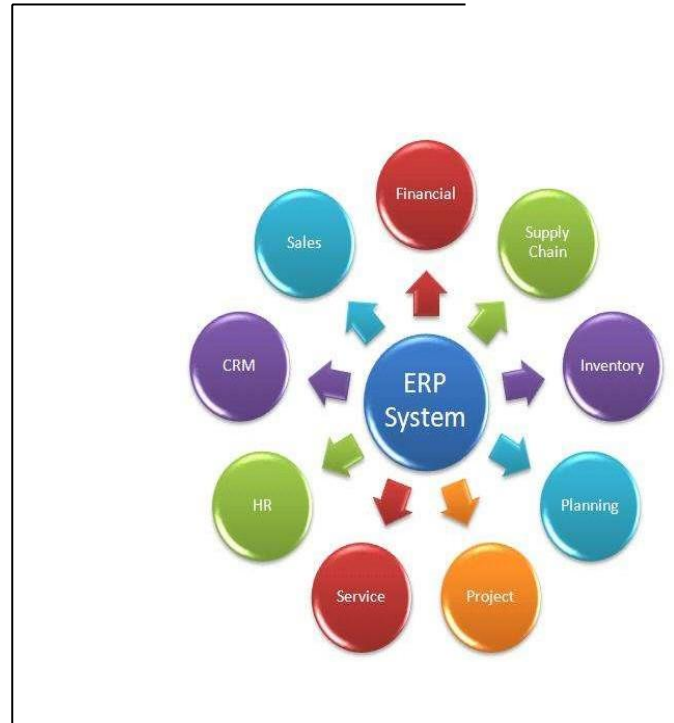 Financial
Supply
Chain
Sales
CRM
ERP
System
Inventory
HR
Planning
Service
Project